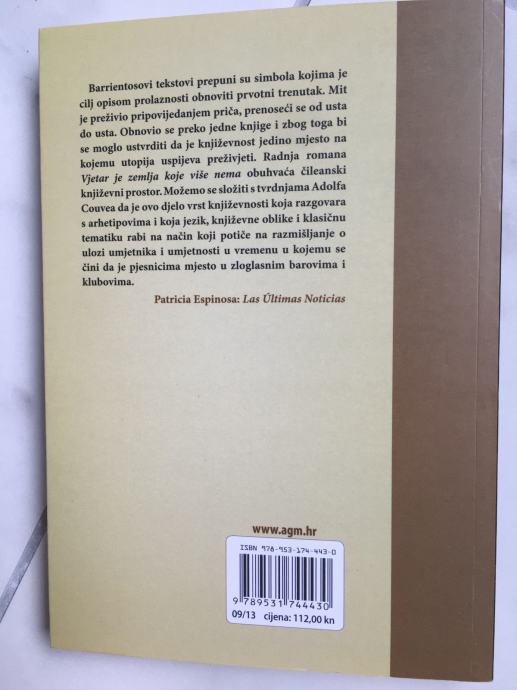 Barrientosovi tekstovi prepuni su simbola kojima je
cilj opisom prolaznosti obnoviti prvotni trenutak. Mit
je preživio pripovijedanjem priča, prenoseći se od usta
do usta. Obnovio se preko jedne knjige i zbog toga bi
se moglo ustvrditi da je književnost jedino mjesto na
kojemu utopija uspijeva preživjeti. Radnja romana
Vjetar je zemlja koje više nema obuhvaća čileanski
književni prostor. Možemo se složiti s tvrdnjama Adolfa
Couvea da je ovo djelo vrst književnosti koja razgovara
s arhetipovima i koja jezik, književne oblike i klasičnu
tematiku rabi na način koji potiče na razmišljanje o
ulozi umjetnika i umjetnosti u vremenu u kojemu se
čini da je pjesnicima mjesto u zloglasnim barovima i
klubovima.
Patricia Espinosa: Las Últimas Noticias
www.agm.hr
ISBN 978-953-174-443-0
9 789531 744430
09/13 cijena: 112,00 kn